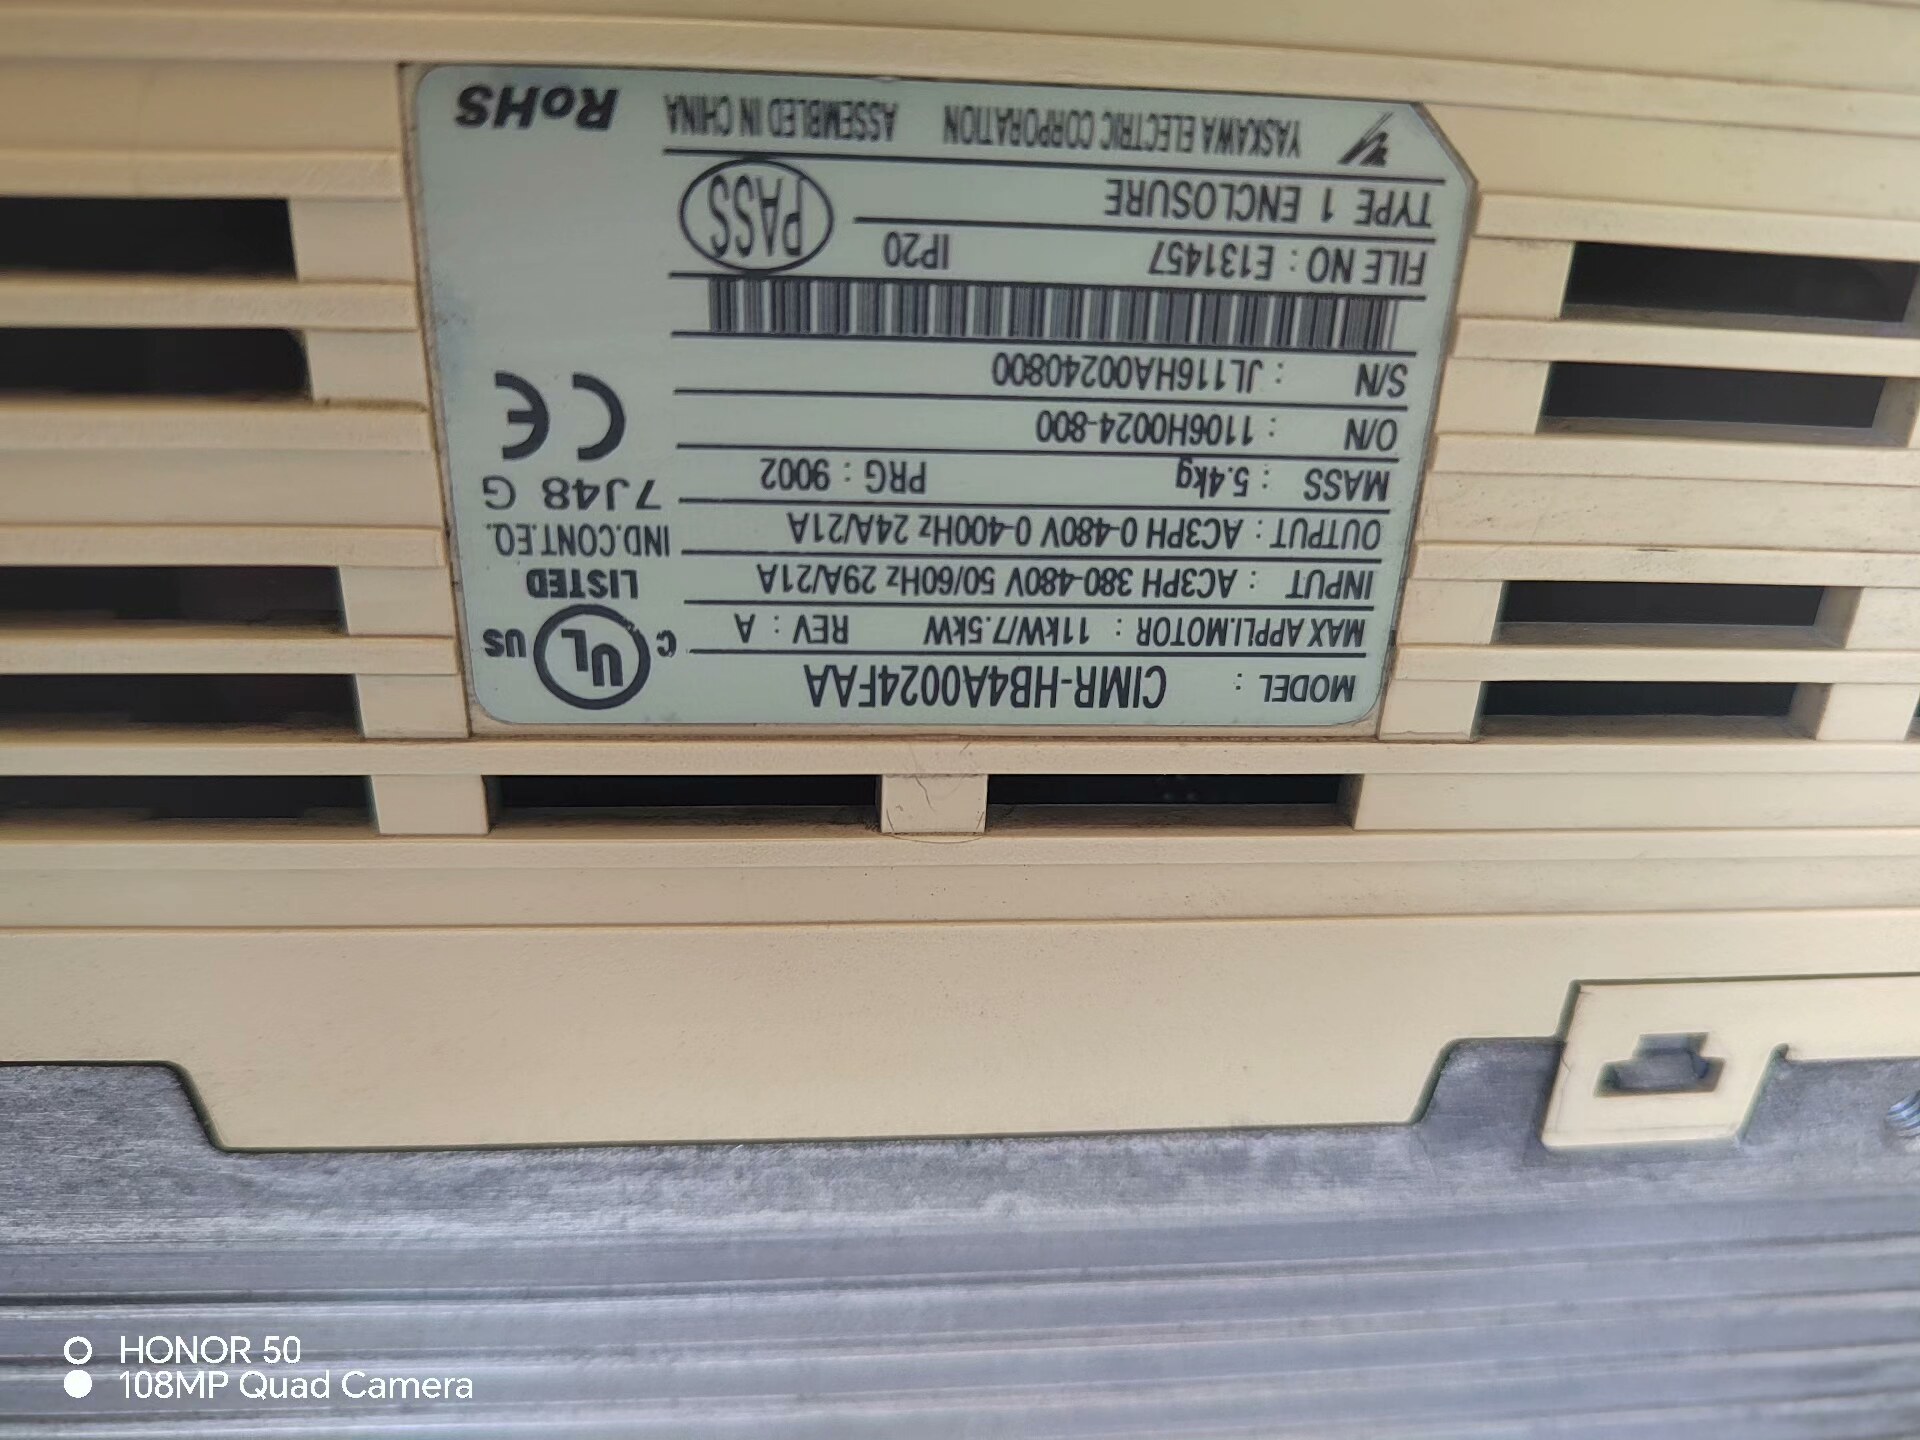 MODEL : CIMR-HB4A0024FAA
MAX APPLI.MOTOR : 11kW/7.5kW REV : A
INPUT : AC3PH 380-480V 50/60Hz 29A/21A
OUTPUT : AC3PH 0-480V 0-400Hz 24A/21A
MASS : 5.4kg PRG : 9002
O/N : 1106H0024-800
S/N : JL116HA00240800
FILE NO : E131457 IP20
TYPE 1 ENCLOSURE
PASS
YASKAWA ELECTRIC CORPORATION ASSEMBLED IN CHINA
C UL US
LISTED
IND.CONT.EQ.
7J48 G
CE
RoHS
HONOR 50
108MP Quad Camera